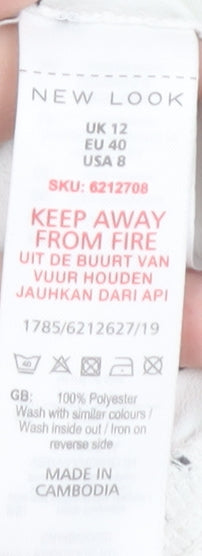 NEW LOOK
UK 12
EU 40
USA 8
SKU: 6212708
KEEP AWAY
FROM FIRE
UIT DE BUURT VAN
VUUR HOUDEN
JAUHKAN DARI API
1785/6212627/19
40
GB: 100% Polyester
Wash with similar colours /
Wash inside out / Iron on
reverse side
MADE IN
CAMBODIA